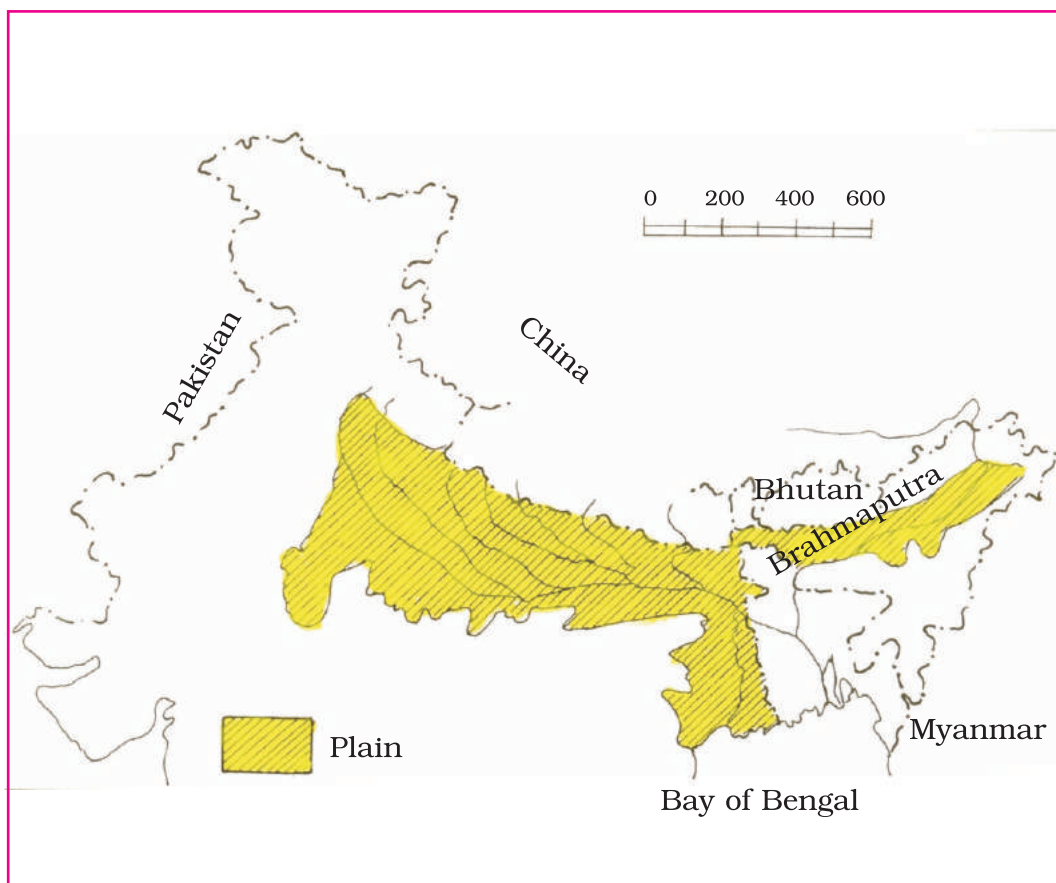 0 200 400 600
China
Pakistan
Bhutan
Brahmaputra
Myanmar
Plain
Bay of Bengal